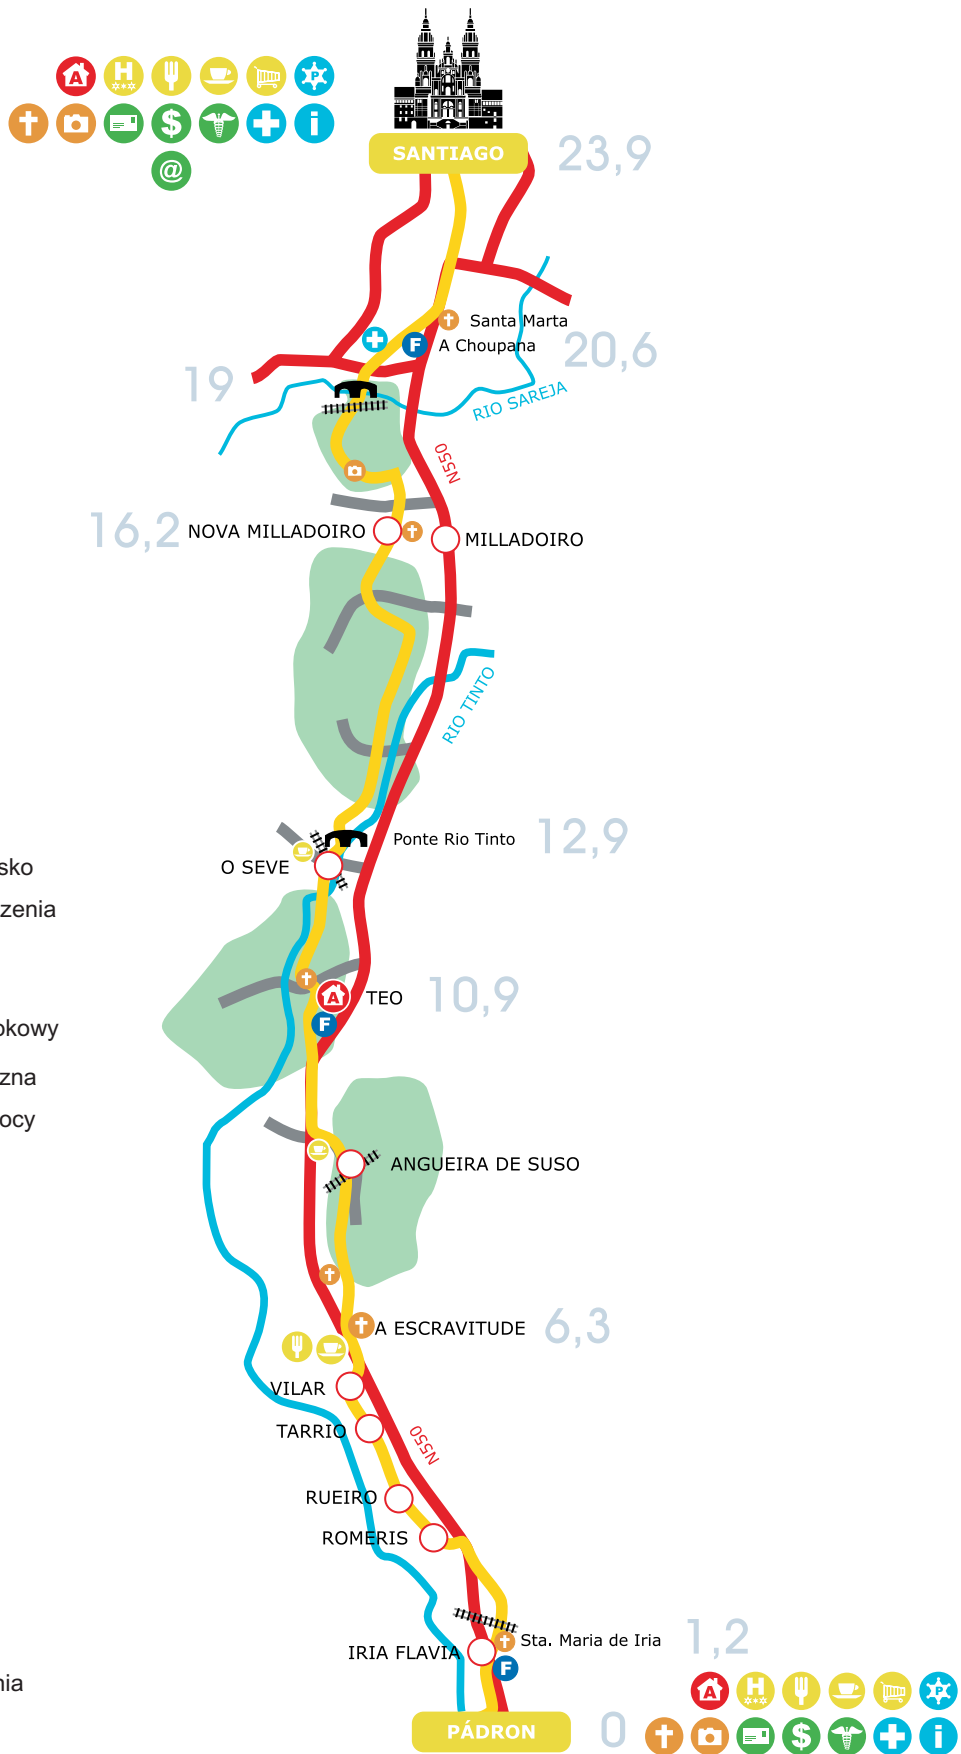 SANTIAGO
23,9
Santa Marta
A Choupana
20,6
19
RIO SAREJA
N550
16,2
NOVA MILLADOIRO
MILLADOIRO
RIO TINTO
Ponte Rio Tinto
12,9
O SEVE
sko
zenia
TEO
10,9
okowy
zna
ocy
ANGUEIRA DE SUSO
A ESCRAVITUDE
6,3
VILAR
TARRIO
N550
RUEIRO
ROMERIS
Sta. Maria de Iria
1,2
IRIA FLAVIA
nia
PÁDRON
0
A H P
$ i
@
F
F
A
F
A H P
$ i